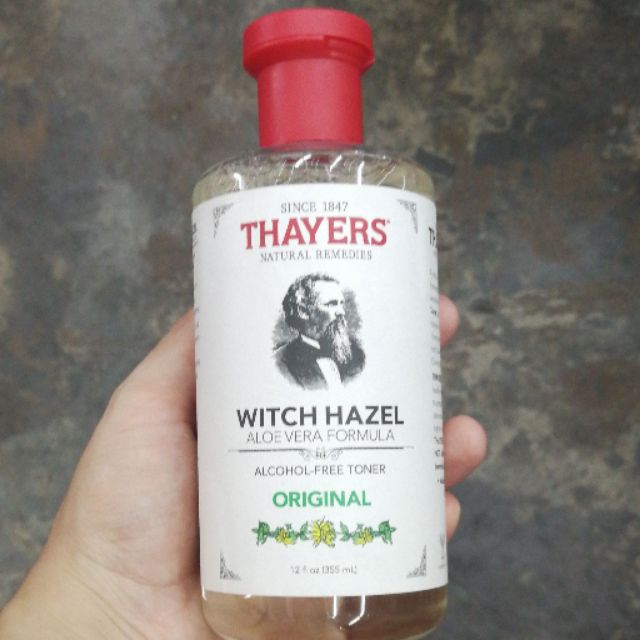 SINCE 1847
THAYERS®
NATURAL REMEDIES
WITCH HAZEL
ALOE VERA FORMULA
ALCOHOL-FREE TONER
ORIGINAL
12 fl oz (355 mL)